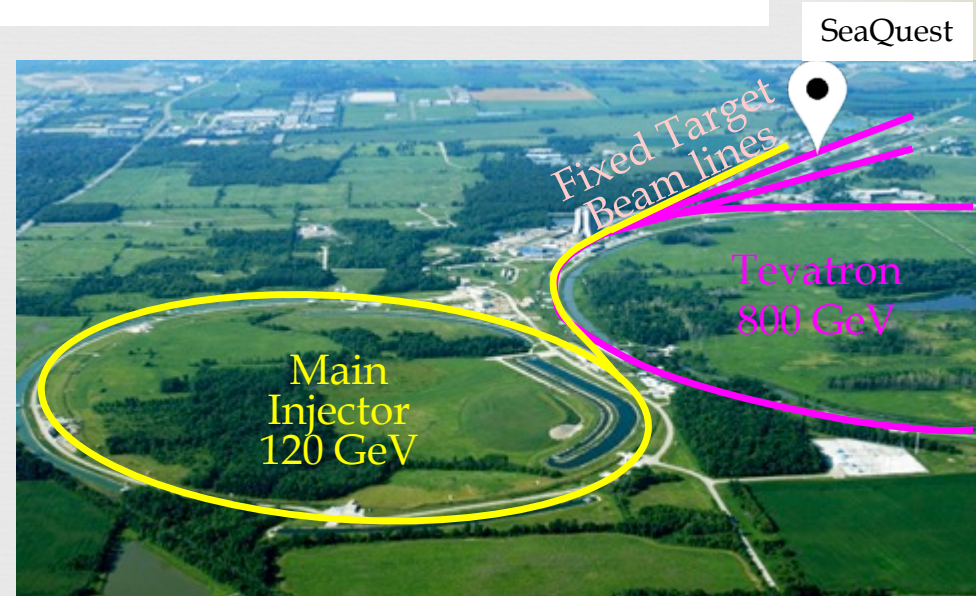 SeaQuest
Fixed Target
Beam lines
Tevatron
800 GeV
Main
Injector
120 GeV